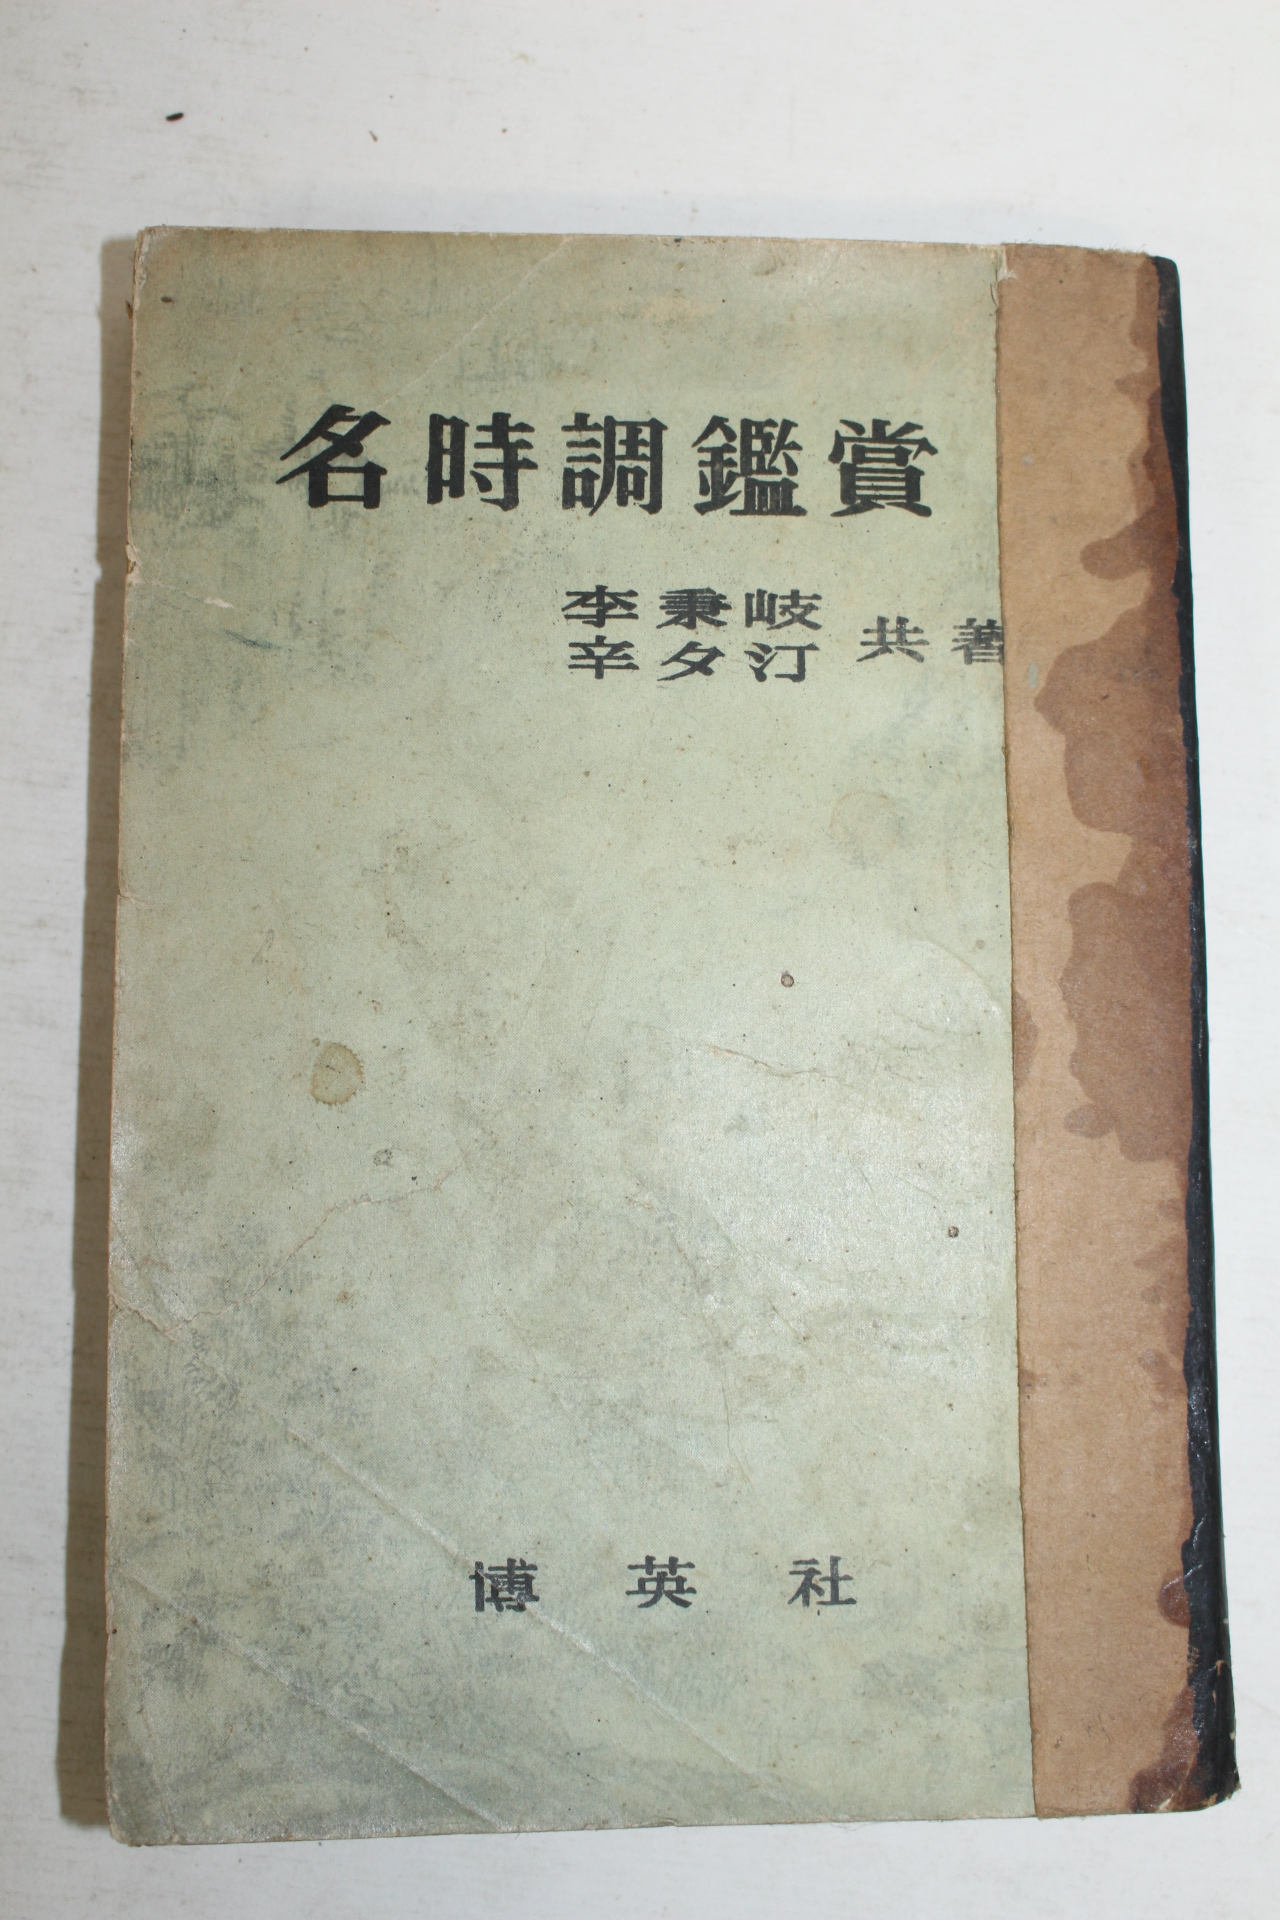 名時調鑑賞
李秉岐
辛夕汀 共著
博英社